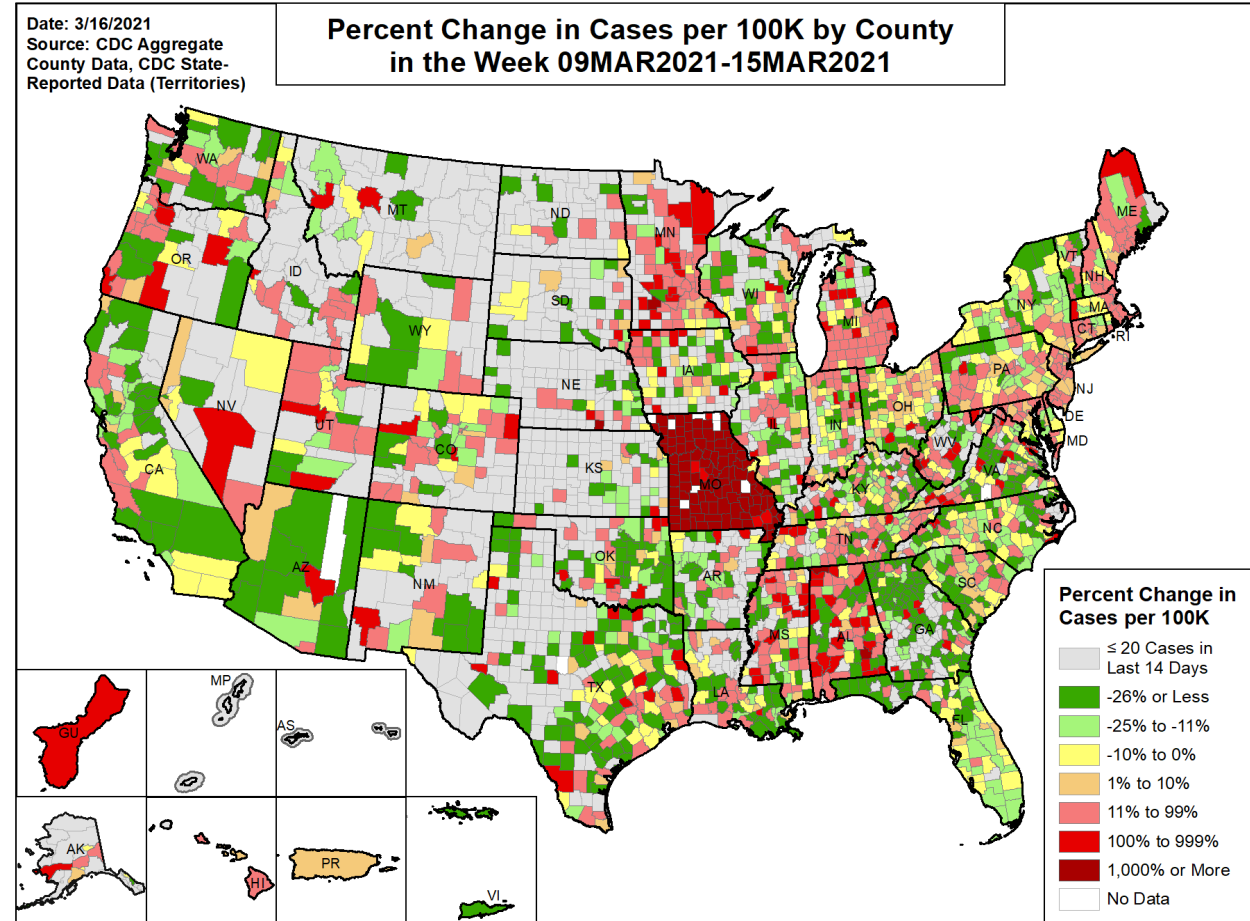 Date: 3/16/2021
Source: CDC Aggregate
County Data, CDC State-
Reported Data (Territories)
Percent Change in Cases per 100K by County
in the Week 09MAR2021-15MAR2021
WA
MT
ND
MN
ME
OR
ID
SD
WI
VT
NH
NY
MA
WY
MI
CT
RI
IA
PA
NE
NV
UT
OH
NJ
IL
IN
DE
CO
WV
MD
CA
KS
MO
KY
VA
OK
TN
NC
AZ
NM
AR
SC
MS
AL
GA
TX
LA
FL
MP
GU
AS
AK
HI
PR
VI
Percent Change in
Cases per 100K
≤ 20 Cases in
Last 14 Days
-26% or Less
-25% to -11%
-10% to 0%
1% to 10%
11% to 99%
100% to 999%
1,000% or More
No Data